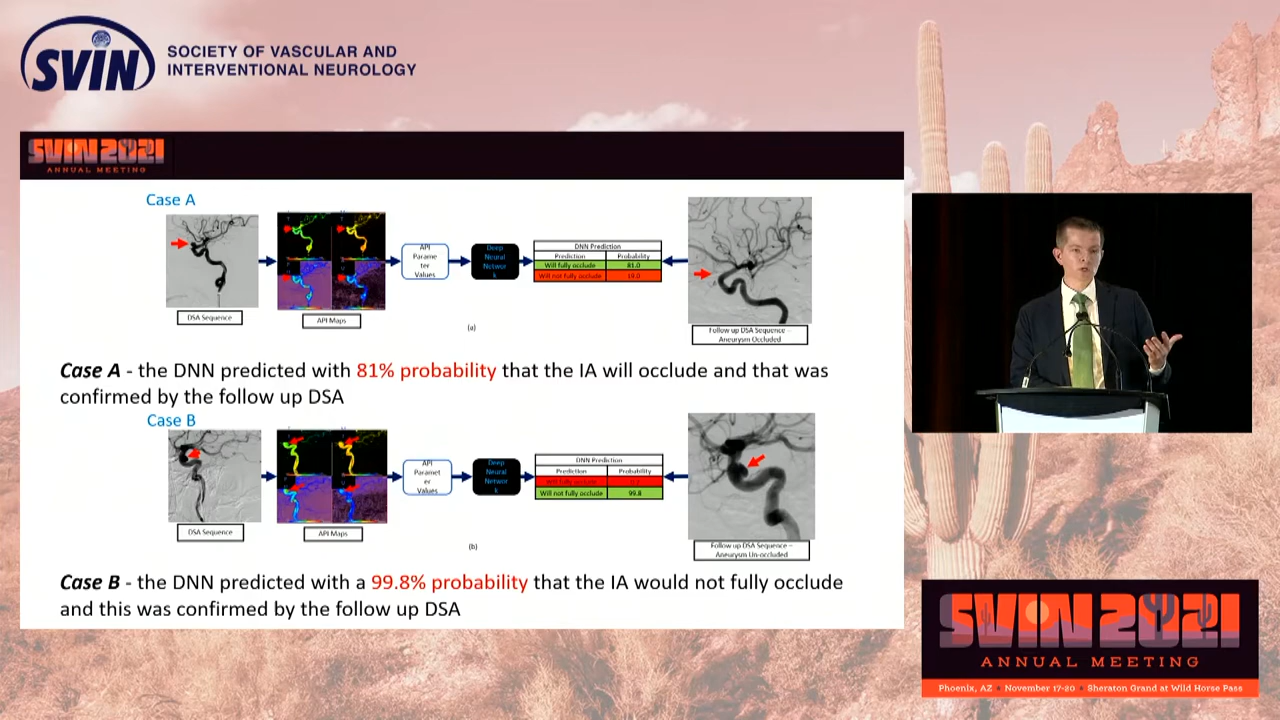 SVIN
SOCIETY OF VASCULAR AND
INTERVENTIONAL NEUROLOGY
SVIN 2021
ANNUAL MEETING
Case A
DSA Sequence
API Maps
API
Parame
ter
Values
Deep
Neural
Networ
k
DNN Prediction
Prediction Probability
Will fully occlude 81.0
Will not fully occlude 19.0
Follow up DSA Sequence –
Aneurysm Occluded
(a)
Case A - the DNN predicted with 81% probability that the IA will occlude and that was
confirmed by the follow up DSA
Case B
DSA Sequence
API Maps
API
Paramet
er
Values
Deep
Neural
Networ
k
DNN Prediction
Prediction Probability
Will fully occlude
Will not fully occlude 99.8
Follow up DSA Sequence –
Aneurysm Un-occluded
(b)
Case B - the DNN predicted with a 99.8% probability that the IA would not fully occlude
and this was confirmed by the follow up DSA
SVIN 2021
ANNUAL MEETING
Phoenix, AZ • November 17-20 • Sheraton Grand at Wild Horse Pass